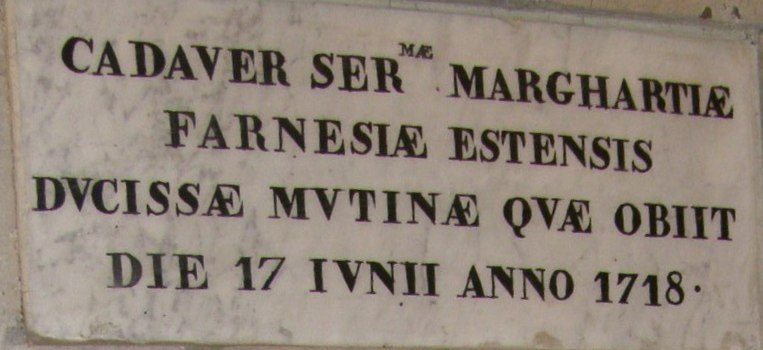 CADAVER SERMÆ MARGHARTIÆ
FARNESIÆ ESTENSIS
DVCISSÆ MVTINÆ QVÆ OBIIT
DIE 17 IVNII ANNO 1718·